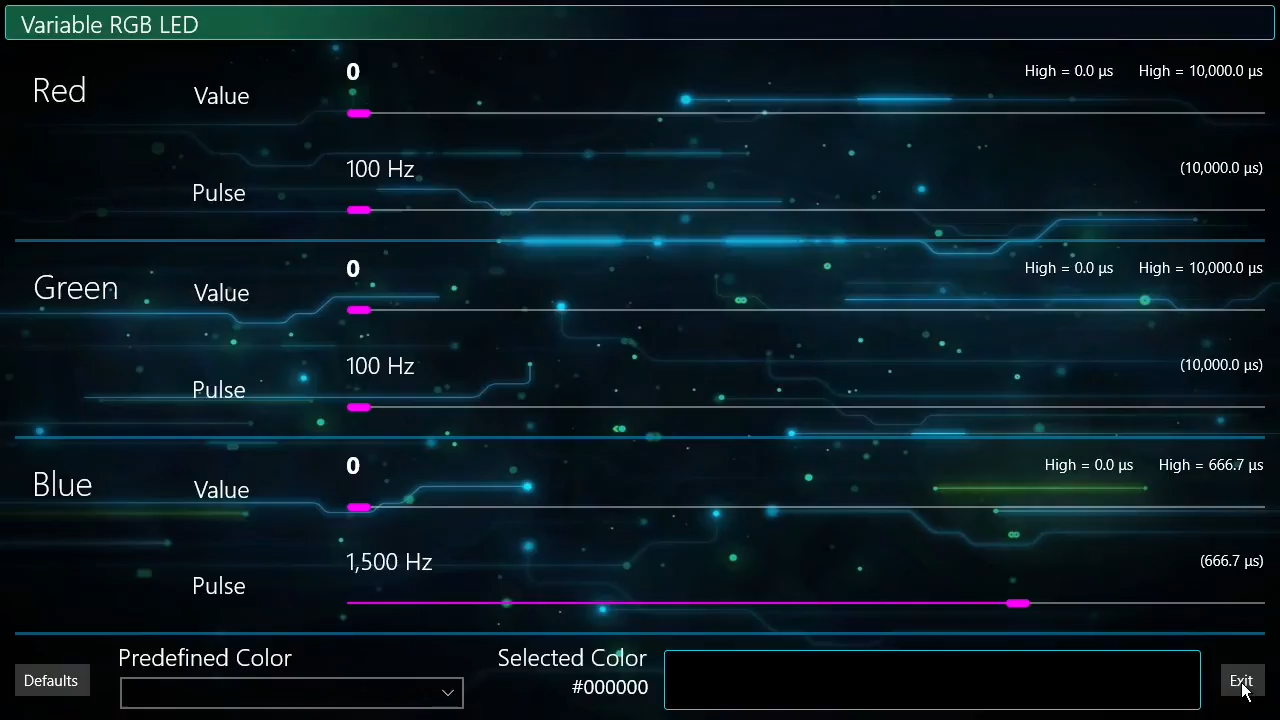 Variable RGB LED
Red
Value
0
High = 0.0 µs
High = 10,000.0 µs
Pulse
100 Hz
(10,000.0 µs)
Green
Value
0
High = 0.0 µs
High = 10,000.0 µs
Pulse
100 Hz
(10,000.0 µs)
Blue
Value
0
High = 0.0 µs
High = 666.7 µs
Pulse
1,500 Hz
(666.7 µs)
Defaults
Predefined Color
Selected Color
#000000
Exit